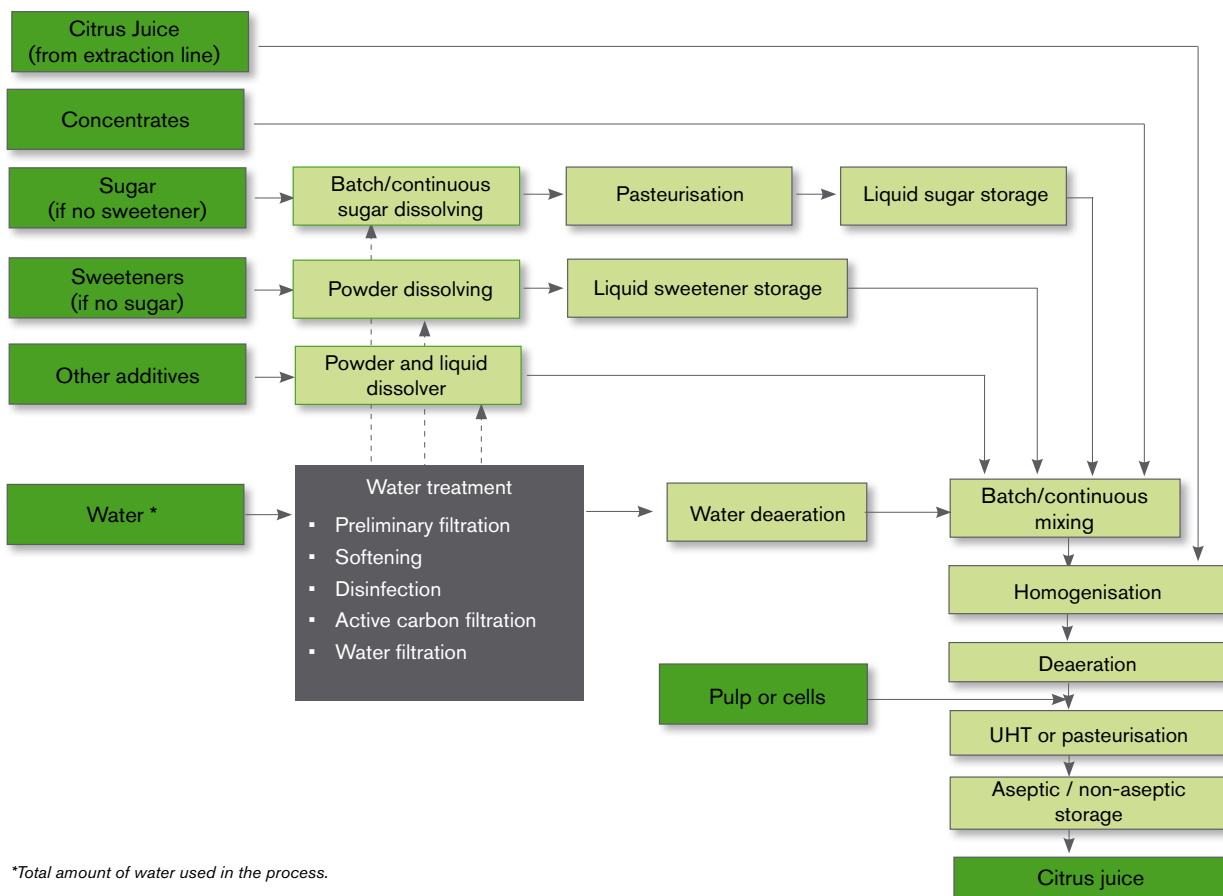 Citrus Juice
(from extraction line)
Concentrates
Sugar
(if no sweetener)
Batch/continuous
sugar dissolving
Pasteurisation
Liquid sugar storage
Sweeteners
(if no sugar)
Powder dissolving
Liquid sweetener storage
Other additives
Powder and liquid
dissolver
Water *
Water treatment
▪ Preliminary filtration
▪ Softening
▪ Disinfection
▪ Active carbon filtration
▪ Water filtration
Water deaeration
Batch/continuous
mixing
Homogenisation
Deaeration
Pulp or cells
UHT or pasteurisation
Aseptic / non-aseptic
storage
Citrus juice
*Total amount of water used in the process.